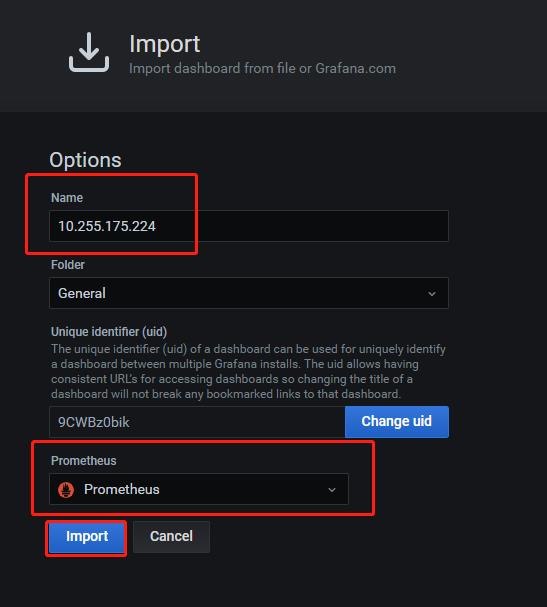 Import
Import dashboard from file or Grafana.com
Options
Name
10.255.175.224
Folder
General
Unique identifier (uid)
The unique identifier (uid) of a dashboard can be used for uniquely identify
a dashboard between multiple Grafana installs. The uid allows having
consistent URL's for accessing dashboards so changing the title of a
dashboard will not break any bookmarked links to that dashboard.
9CWBz0bik
Change uid
Prometheus
Prometheus
Import
Cancel